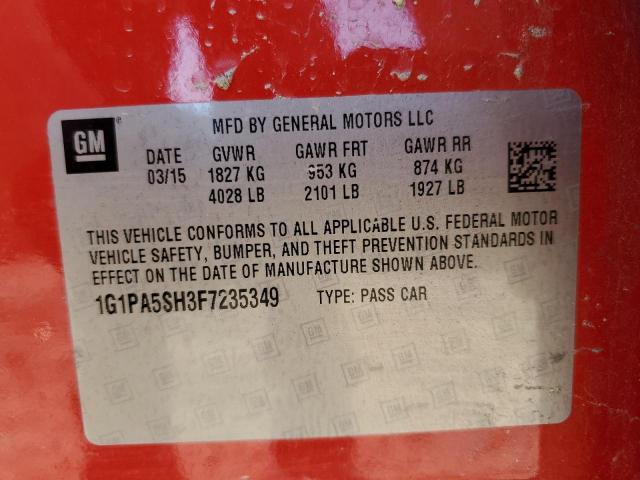 GM
MFD BY GENERAL MOTORS LLC
DATE GVWR GAWR FRT GAWR RR
03/15 1827 KG 953 KG 874 KG
4028 LB 2101 LB 1927 LB
THIS VEHICLE CONFORMS TO ALL APPLICABLE U.S. FEDERAL MOTOR
VEHICLE SAFETY, BUMPER, AND THEFT PREVENTION STANDARDS IN
EFFECT ON THE DATE OF MANUFACTURE SHOWN ABOVE.
1G1PA5SH3F7235349 TYPE: PASS CAR